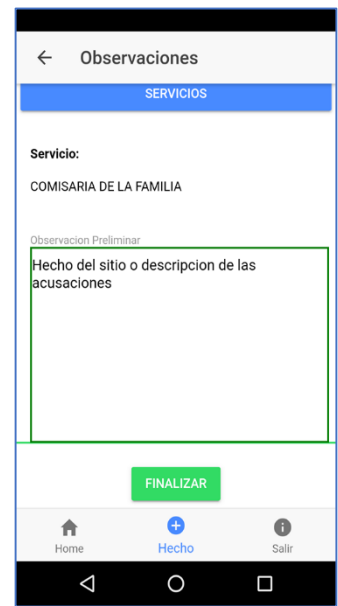 Observaciones
SERVICIOS
Servicio:
COMISARIA DE LA FAMILIA
Observacion Preliminar
Hecho del sitio o descripcion de las
acusaciones
FINALIZAR
Home Hecho Salir